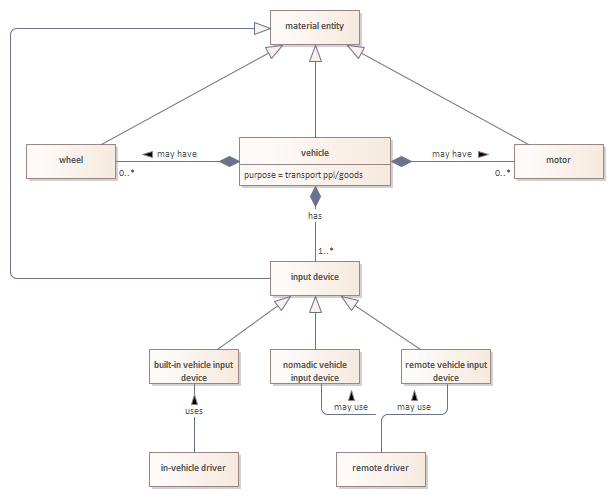 material entity
wheel
may have
0..*
vehicle
purpose = transport ppl/goods
may have
0..*
motor
has
1..*
input device
built-in vehicle input
device
nomadic vehicle
input device
remote vehicle input
device
uses
may use
may use
in-vehicle driver
remote driver